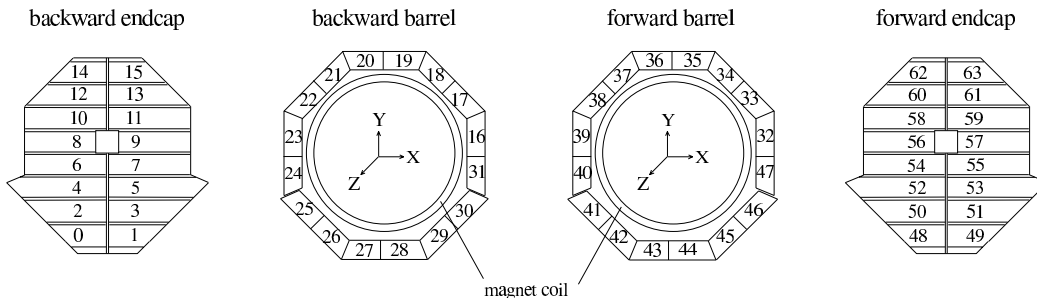 backward endcap
backward barrel
forward barrel
forward endcap
14 15
12 13
10 11
8 9
6 7
4 5
2 3
0 1
20 19
21 18
22 17
23 16
24 31
25 30
26 29
27 28
Y
X
Z
36 35
37 34
38 33
39 32
40 47
41 46
42 45
43 44
Y
X
Z
62 63
60 61
58 59
56 57
54 55
52 53
50 51
48 49
magnet coil